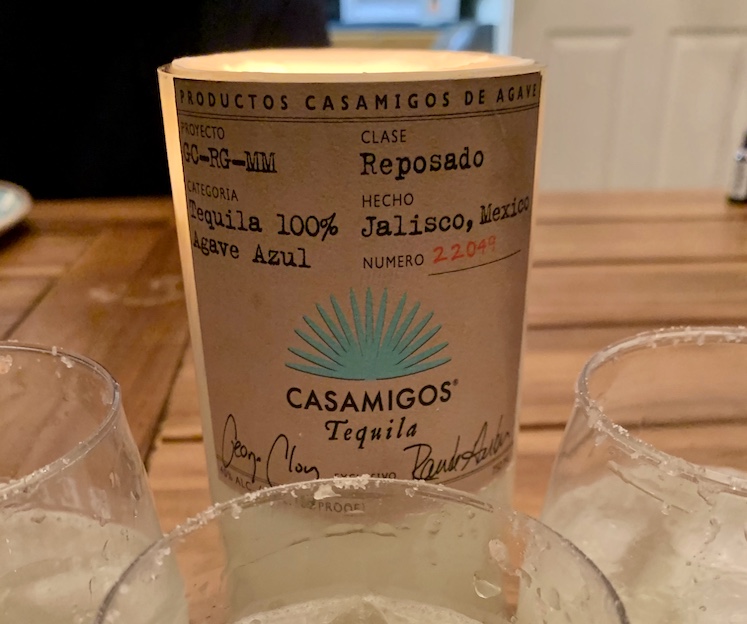 PRODUCTOS CASAMIGOS DE AGAVE
PROYECTO
GC-RG-MM
CLASE
Reposado
CATEGORIA
Tequila 100%
Agave Azul
HECHO
Jalisco, Mexico
NUMERO 22049
CASAMIGOS®
Tequila